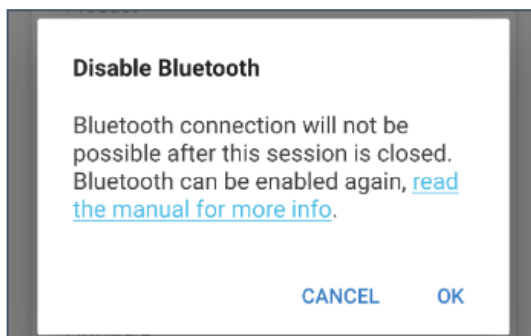 Disable Bluetooth
Bluetooth connection will not be
possible after this session is closed.
Bluetooth can be enabled again, read
the manual for more info.
CANCEL OK